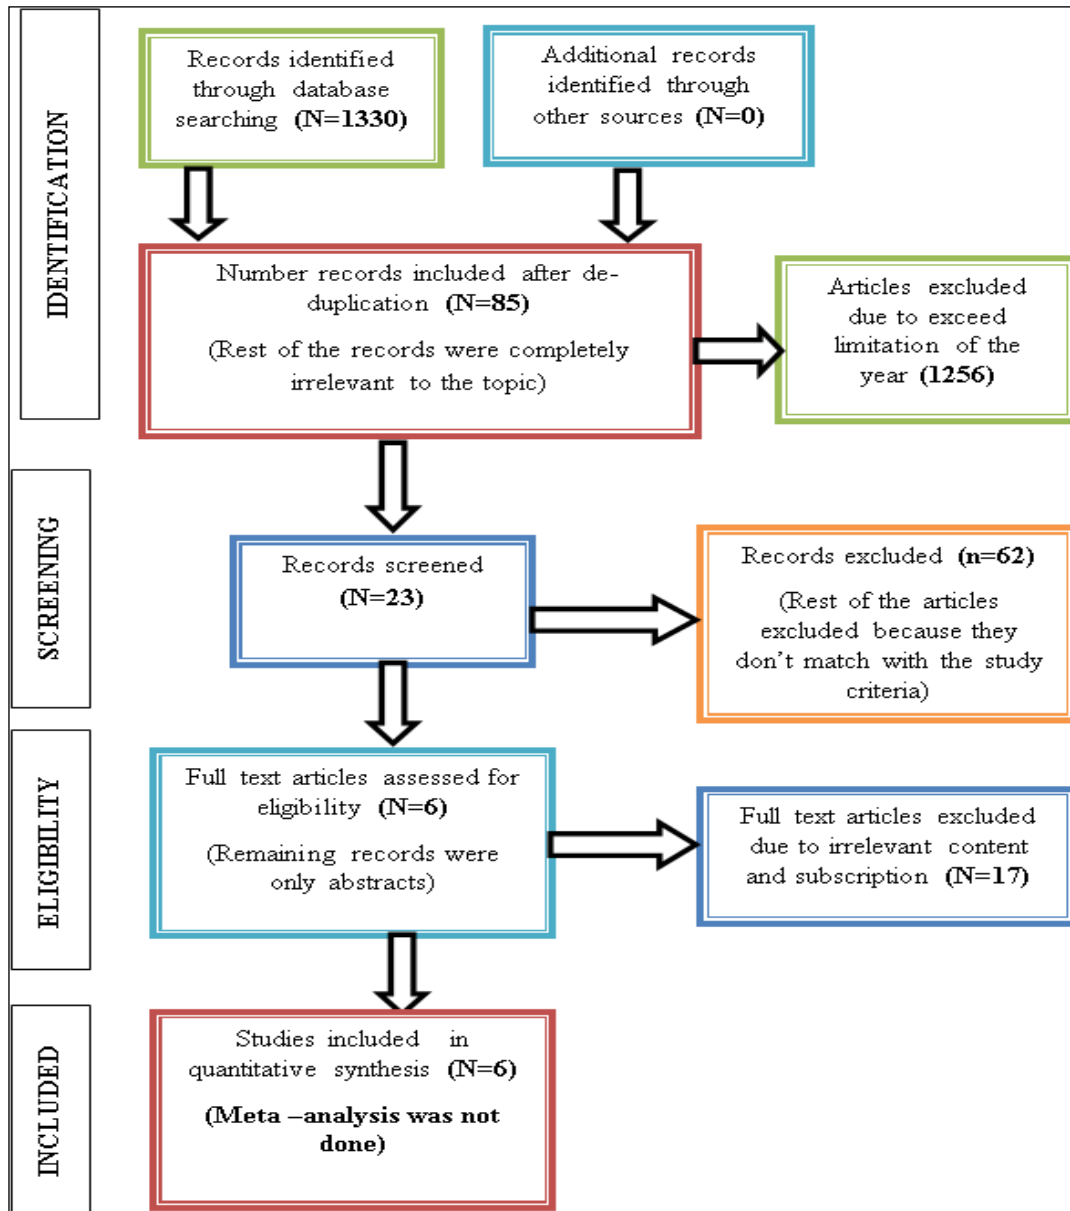 IDENTIFICATION
Records identified
through database
searching (N=1330)
Additional records
identified through
other sources (N=0)
Number records included after de-
duplication (N=85)
(Rest of the records were completely
irrelevant to the topic)
Articles excluded
due to exceed
limitation of the
year (1256)
SCREENING
Records screened
(N=23)
Records excluded (n=62)
(Rest of the articles
excluded because they
don't match with the study
criteria)
ELIGIBILITY
Full text articles assessed for
eligibility (N=6)
(Remaining records were
only abstracts)
Full text articles excluded
due to irrelevant content
and subscription (N=17)
INCLUDED
Studies included in
quantitative synthesis (N=6)
(Meta –analysis was not
done)